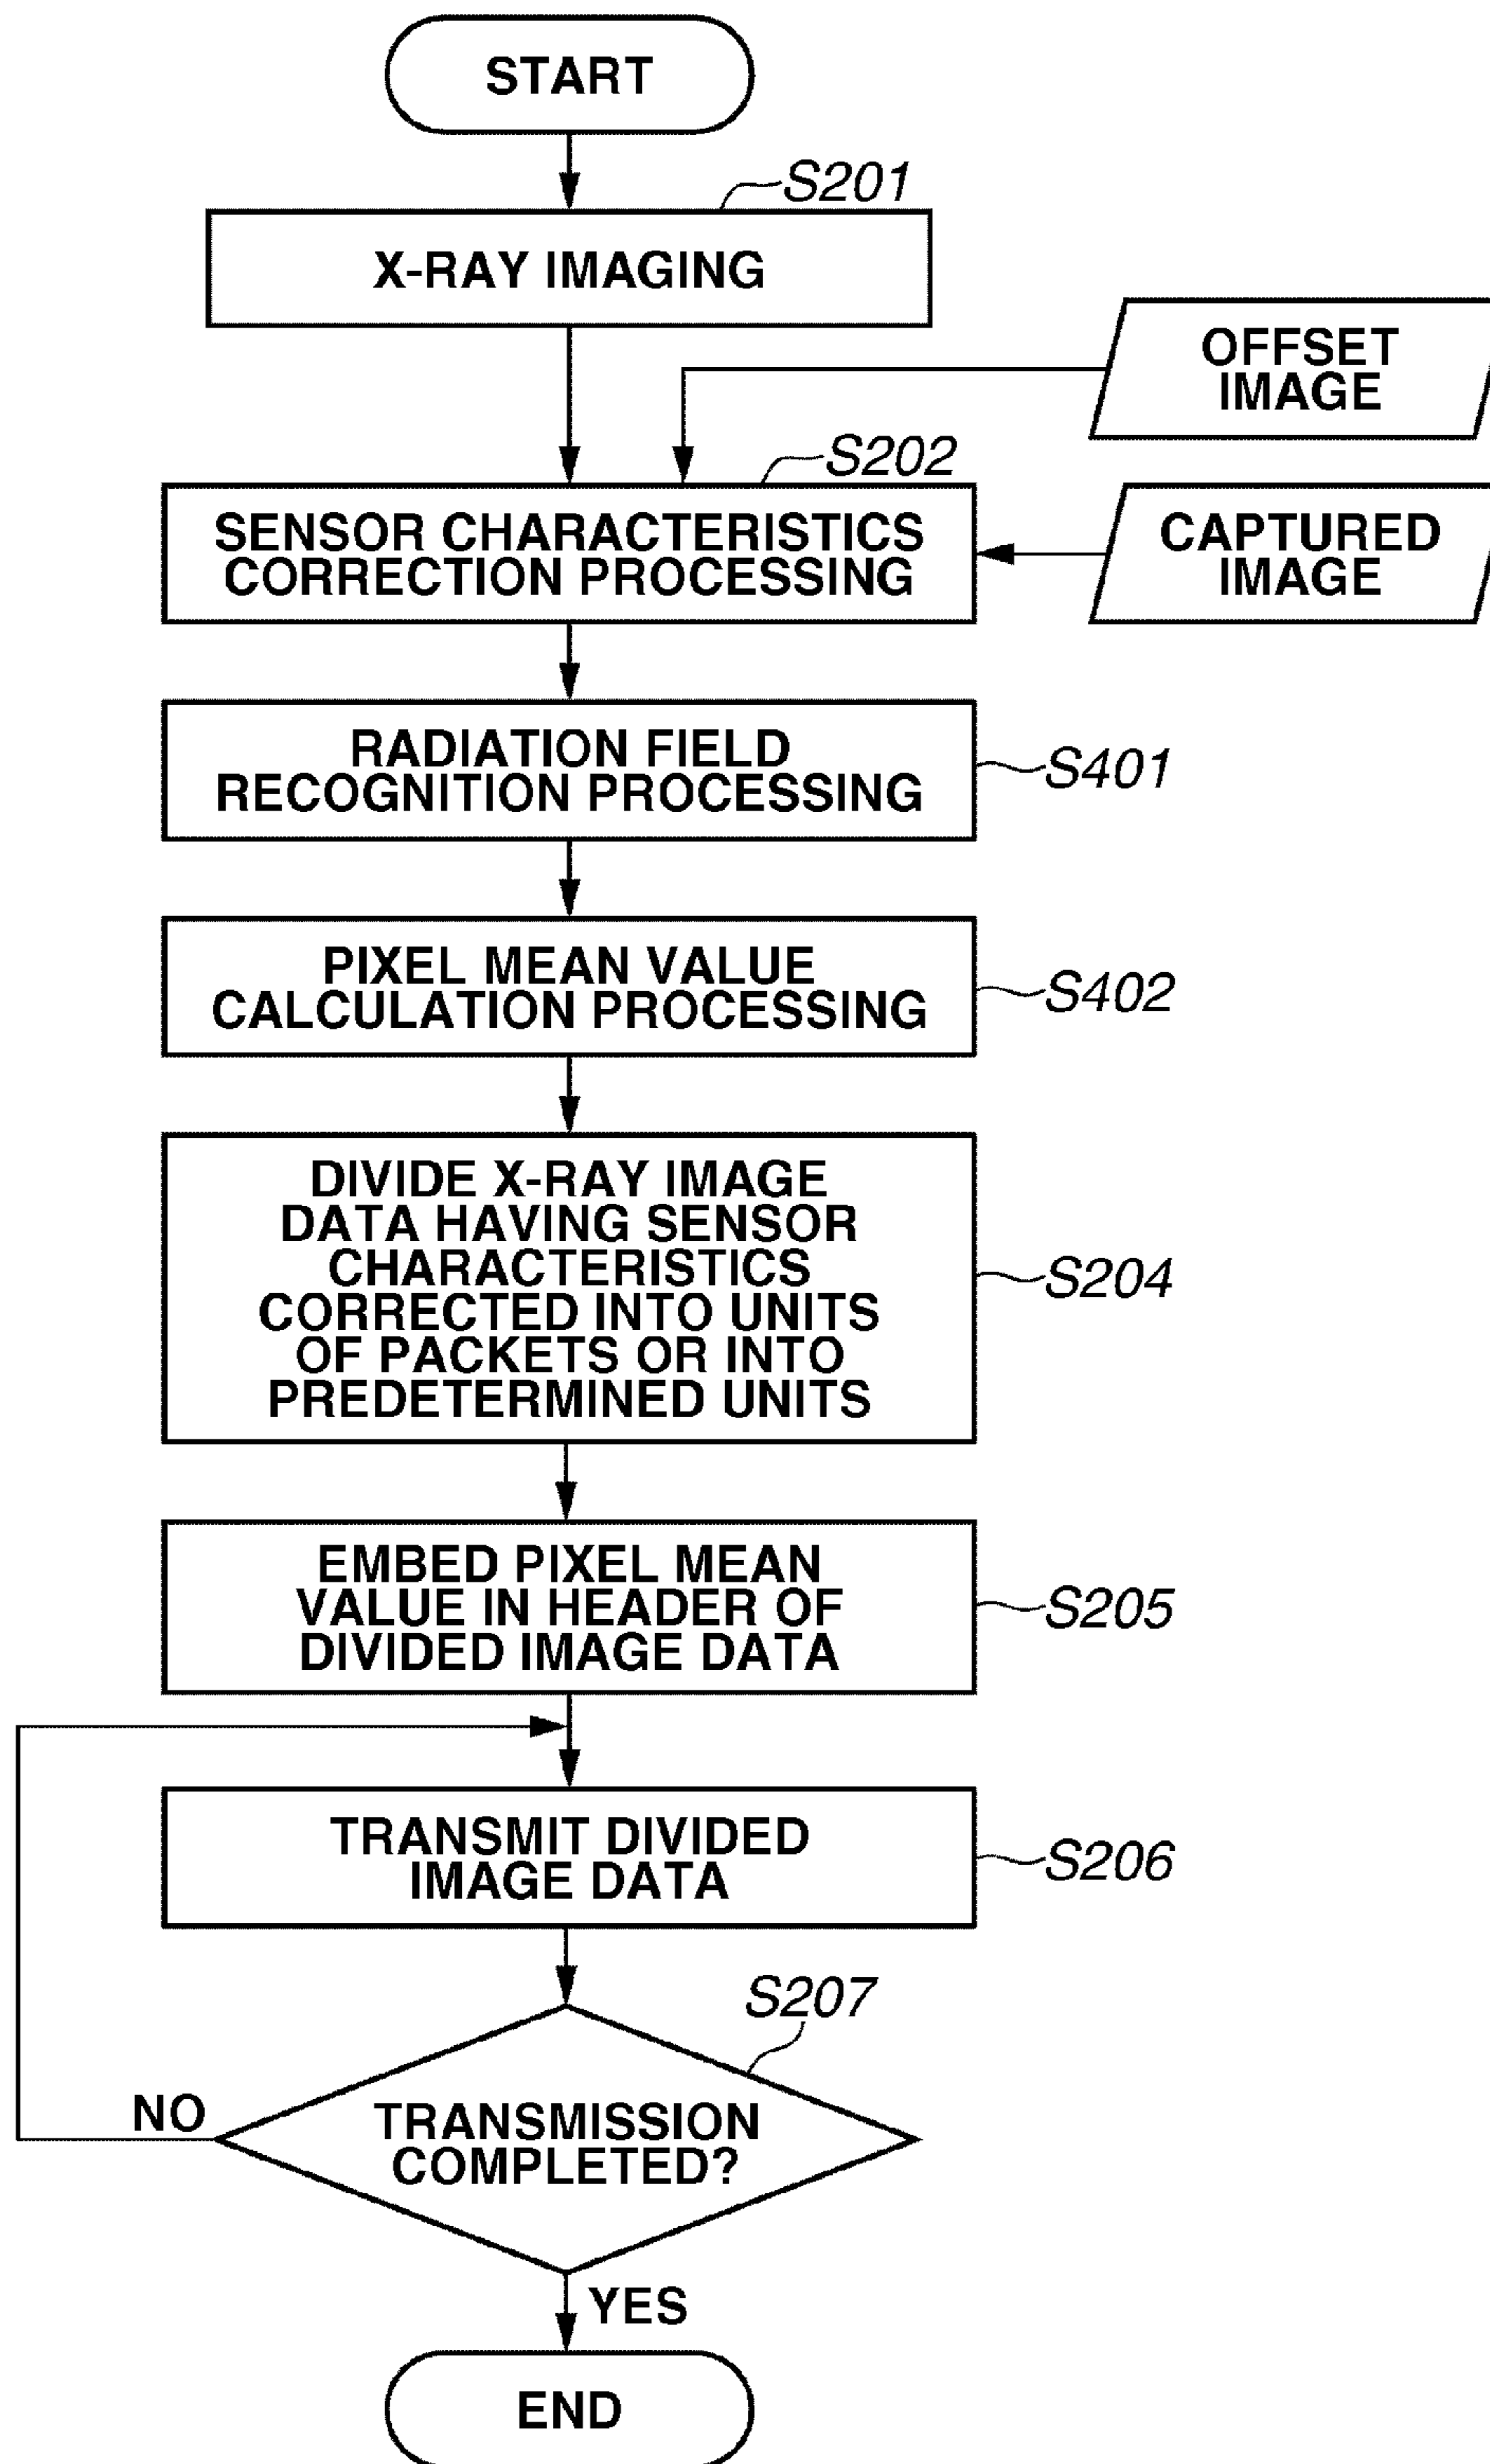 START
S201
X-RAY IMAGING
OFFSET
IMAGE
S202
SENSOR CHARACTERISTICS
CORRECTION PROCESSING
CAPTURED
IMAGE
RADIATION FIELD
RECOGNITION PROCESSING
S401
PIXEL MEAN VALUE
CALCULATION PROCESSING
S402
DIVIDE X-RAY IMAGE
DATA HAVING SENSOR
CHARACTERISTICS
CORRECTED INTO UNITS
OF PACKETS OR INTO
PREDETERMINED UNITS
S204
EMBED PIXEL MEAN
VALUE IN HEADER OF
DIVIDED IMAGE DATA
S205
TRANSMIT DIVIDED
IMAGE DATA
S206
S207
NO
TRANSMISSION
COMPLETED?
YES
END